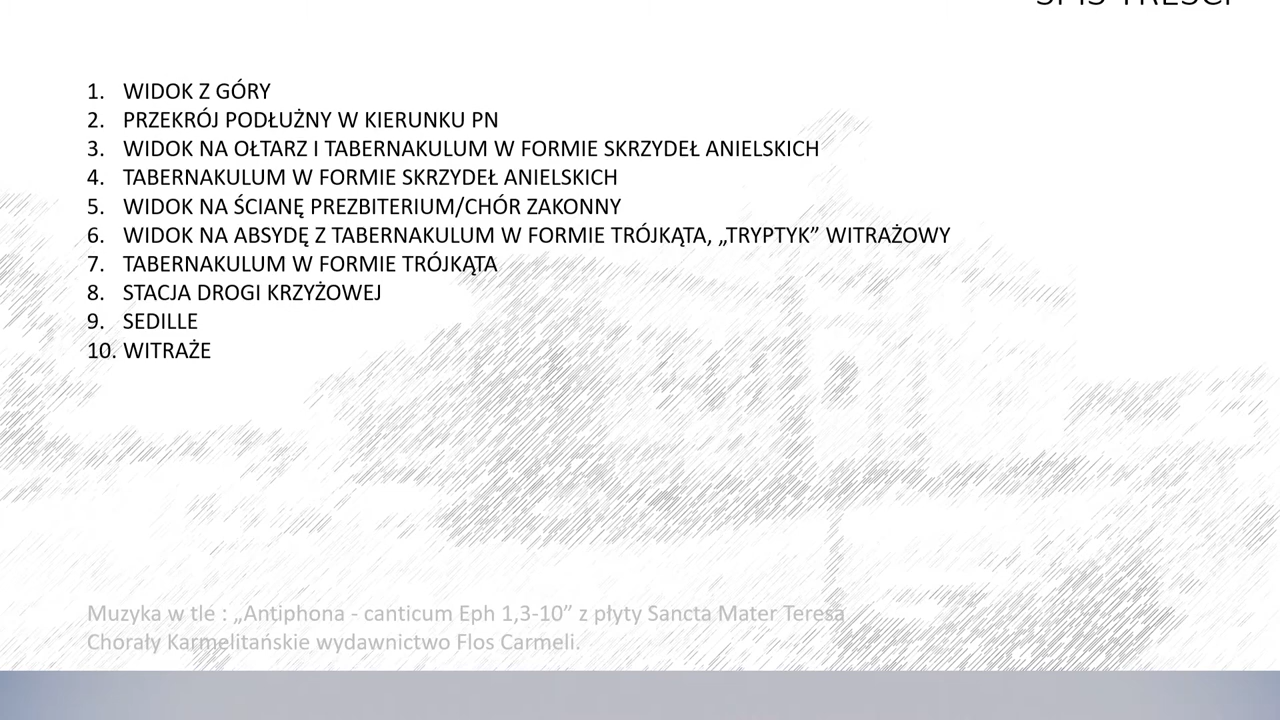 SPIS TREŚCI
1. WIDOK Z GÓRY
2. PRZEKRÓJ PODŁUŻNY W KIERUNKU PN
3. WIDOK NA OŁTARZ I TABERNAKULUM W FORMIE SKRZYDEŁ ANIELSKICH
4. TABERNAKULUM W FORMIE SKRZYDEŁ ANIELSKICH
5. WIDOK NA ŚCIANĘ PREZBITERIUM/CHÓR ZAKONNY
6. WIDOK NA ABSYDĘ Z TABERNAKULUM W FORMIE TRÓJKĄTA, „TRYPTYK” WITRAŻOWY
7. TABERNAKULUM W FORMIE TRÓJKĄTA
8. STACJA DROGI KRZYŻOWEJ
9. SEDILLE
10. WITRAŻE
Muzyka w tle : „Antiphona - canticum Eph 1,3-10” z płyty Sancta Mater Teresa
Chorały Karmelitańskie wydawnictwo Flos Carmeli.